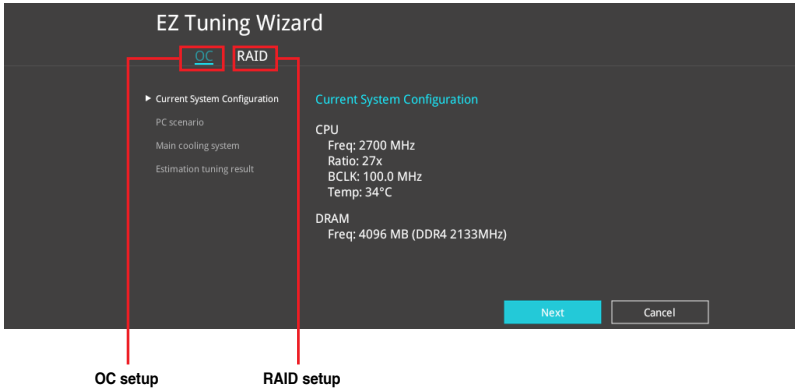 EZ Tuning Wizard
OC RAID
Current System Configuration
PC scenario
Main cooling system
Estimation tuning result
Current System Configuration
CPU
Freq: 2700 MHz
Ratio: 27x
BCLK: 100.0 MHz
Temp: 34°C
DRAM
Freq: 4096 MB (DDR4 2133MHz)
Next Cancel
OC setup RAID setup